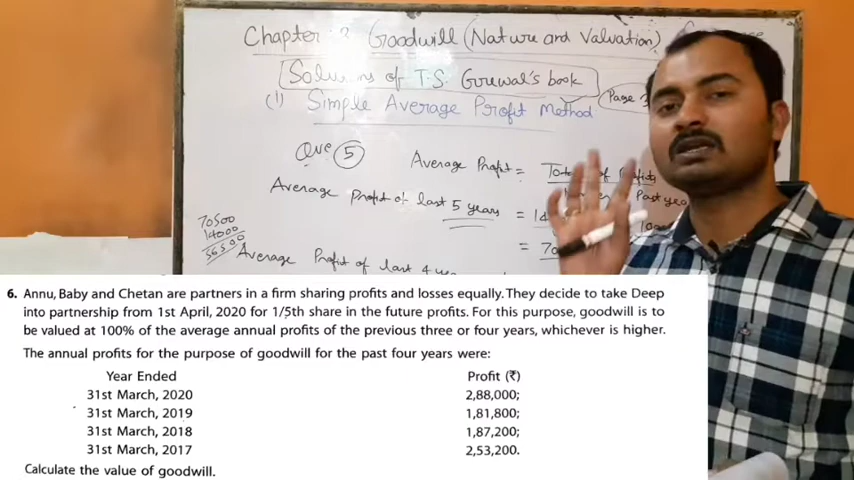 Chapter Goodwill (Nature and Valuation)
of T.S. Grewal's book
(1) Simple Average Profit Method
Page
Que 5
Average Profit = of Profits
Past
Average Profit of last 5 years =
=
70500
14000
56500
Average Profit of last 4
6. Annu, Baby and Chetan are partners in a firm sharing profits and losses equally. They decide to take Deep
into partnership from 1st April, 2020 for 1/5th share in the future profits. For this purpose, goodwill is to
be valued at 100% of the average annual profits of the previous three or four years, whichever is higher.
The annual profits for the purpose of goodwill for the past four years were:
Year Ended Profit (₹)
31st March, 2020 2,88,000;
31st March, 2019 1,81,800;
31st March, 2018 1,87,200;
31st March, 2017 2,53,200.
Calculate the value of goodwill.